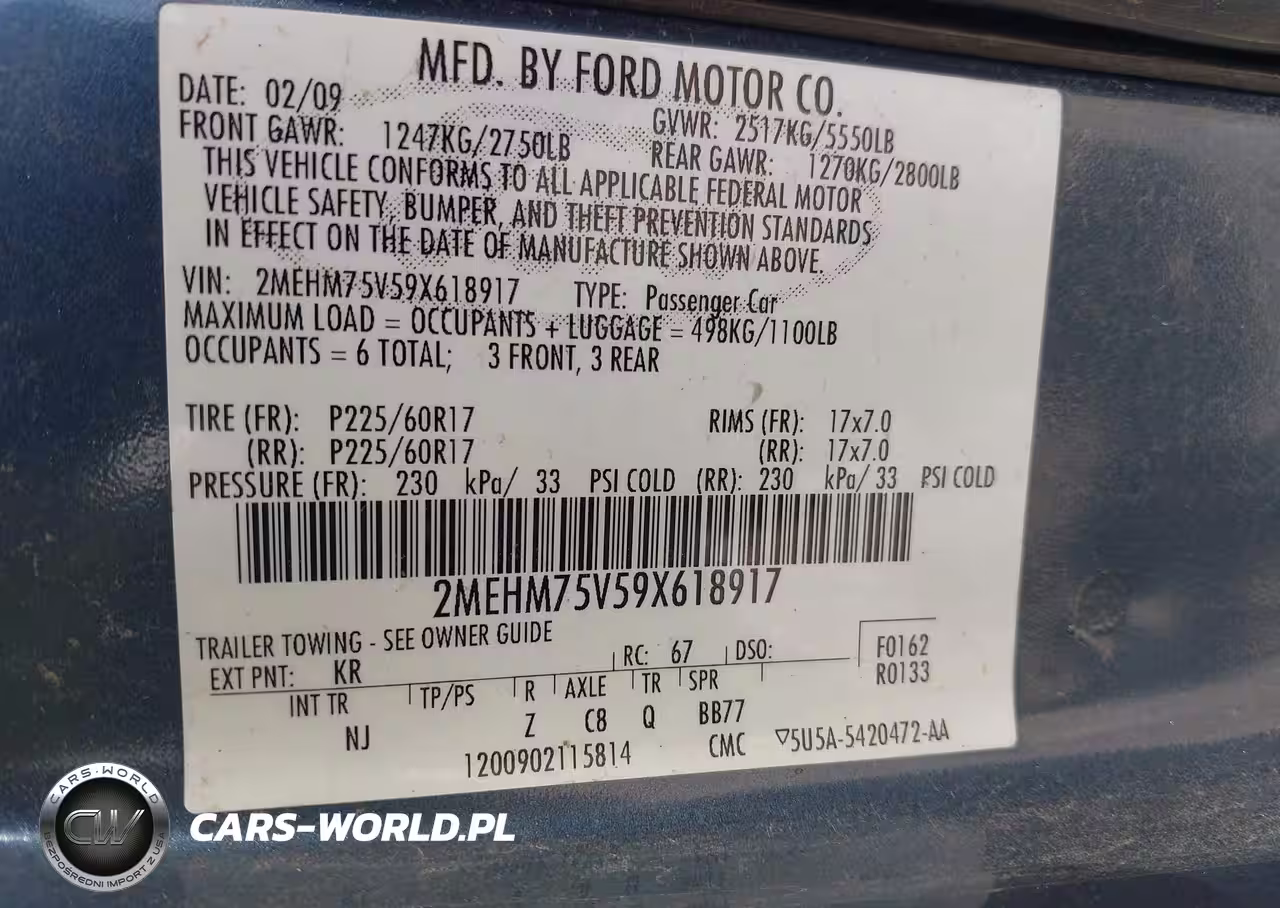 MFD. BY FORD MOTOR CO.
DATE: 02/09 GVWR: 2517KG/5550LB
FRONT GAWR: 1247KG/2750LB REAR GAWR: 1270KG/2800LB
THIS VEHICLE CONFORMS TO ALL APPLICABLE FEDERAL MOTOR
VEHICLE SAFETY, BUMPER, AND THEFT PREVENTION STANDARDS
IN EFFECT ON THE DATE OF MANUFACTURE SHOWN ABOVE.
VIN: 2MEHM75V59X618917 TYPE: Passenger Car
MAXIMUM LOAD = OCCUPANTS + LUGGAGE = 498KG/1100LB
OCCUPANTS = 6 TOTAL; 3 FRONT, 3 REAR
TIRE (FR): P225/60R17 RIMS (FR): 17x7.0
(RR): P225/60R17 (RR): 17x7.0
PRESSURE (FR): 230 kPa/ 33 PSI COLD (RR): 230 kPa/ 33 PSI COLD
2MEHM75V59X618917
TRAILER TOWING - SEE OWNER GUIDE
EXT PNT: KR RC: 67 DSO: F0162
R0133
INT TR TP/PS R AXLE TR SPR
NJ Z C8 Q BB77
1200902115814 CMC ▽5U5A-5420472-AA
CARS-WORLD
CW
BEZPOŚREDNI IMPORT Z USA
CARS-WORLD.PL